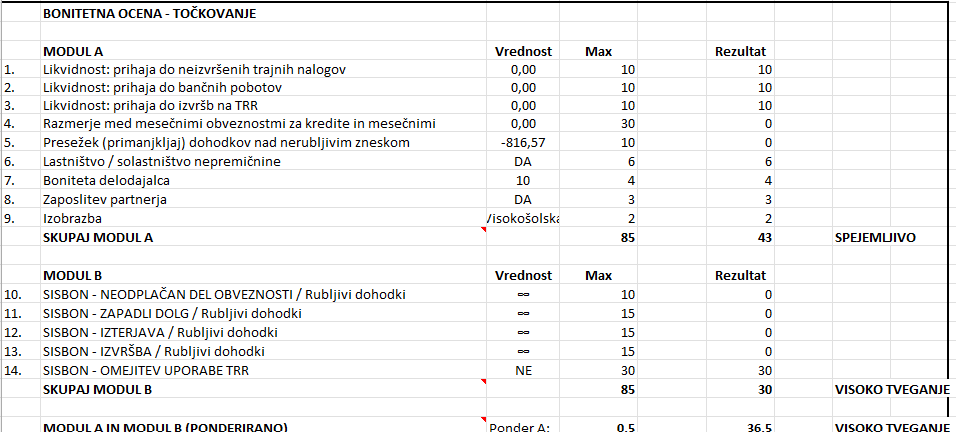 BONITETNA OCENA - TOČKOVANJE
MODUL A Vrednost Max Rezultat
1. Likvidnost: prihaja do neizvršenih trajnih nalogov 0,00 10 10
2. Likvidnost: prihaja do bančnih pobotov 0,00 10 10
3. Likvidnost: prihaja do izvršb na TRR 0,00 10 10
4. Razmerje med mesečnimi obveznostmi za kredite in mesečnimi 0,00 30 0
5. Presežek (primanjkljaj) dohodkov nad nerubljivim zneskom -816,57 10 0
6. Lastništvo / solastništvo nepremičnine DA 6 6
7. Boniteta delodajalca 10 4 4
8. Zaposlitev partnerja DA 3 3
9. Izobrazba Visokošolska 2 2
SKUPAJ MODUL A 85 43 SPEJEMLJIVO
MODUL B Vrednost Max Rezultat
10. SISBON - NEODPLAČAN DEL OBVEZNOSTI / Rubljivi dohodki ∞ 10 0
11. SISBON - ZAPADLI DOLG / Rubljivi dohodki ∞ 15 0
12. SISBON - IZTERJAVA / Rubljivi dohodki ∞ 15 0
13. SISBON - IZVRŠBA / Rubljivi dohodki ∞ 15 0
14. SISBON - OMEJITEV UPORABE TRR NE 30 30
SKUPAJ MODUL B 85 30 VISOKO TVEGANJE
MODUL A IN MODUL B (PONDERIRANO) Ponder A: 0,5 36,5 VISOKO TVEGANJE